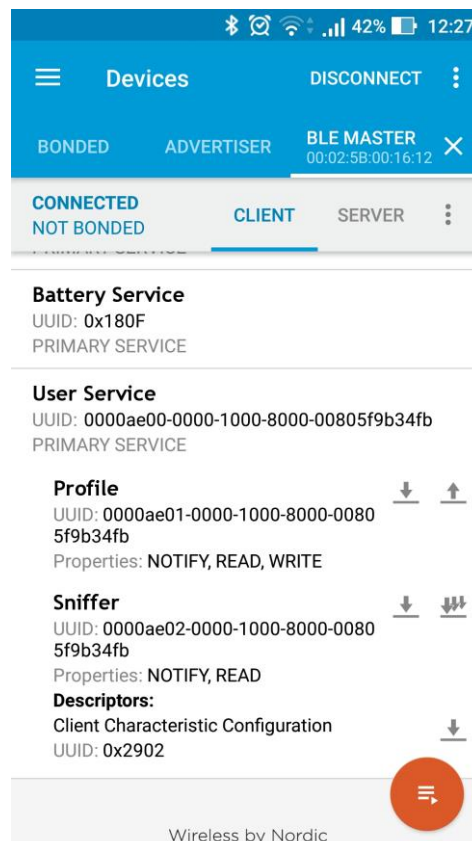 42% 12:27
Devices DISCONNECT
BONDED ADVERTISER BLE MASTER
00:02:5B:00:16:12
CONNECTED
NOT BONDED CLIENT SERVER
PRIMARY SERVICE
Battery Service
UUID: 0x180F
PRIMARY SERVICE
User Service
UUID: 0000ae00-0000-1000-8000-00805f9b34fb
PRIMARY SERVICE
Profile
UUID: 0000ae01-0000-1000-8000-0080
5f9b34fb
Properties: NOTIFY, READ, WRITE
Sniffer
UUID: 0000ae02-0000-1000-8000-0080
5f9b34fb
Properties: NOTIFY, READ
Descriptors:
Client Characteristic Configuration
UUID: 0x2902
Wireless by Nordic